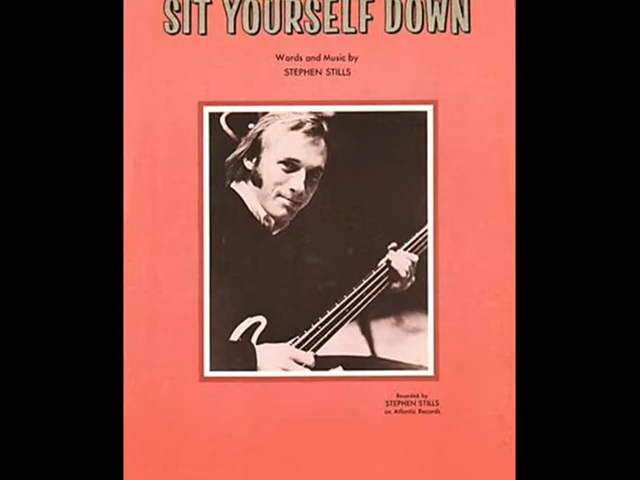 SIT YOURSELF DOWN
Words and Music by
STEPHEN STILLS
Recorded by
STEPHEN STILLS
on Atlantic Records